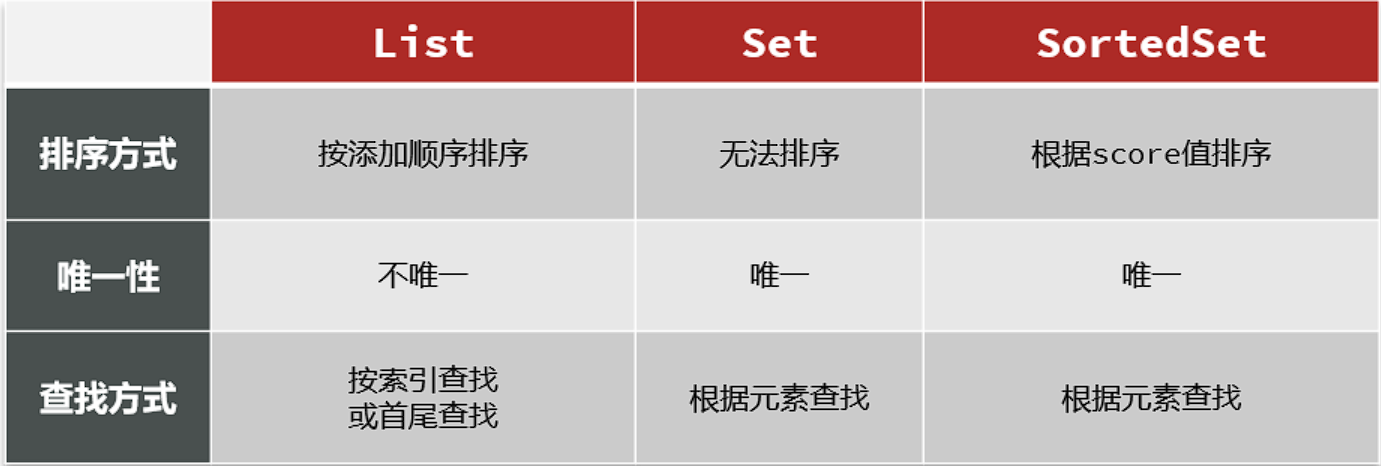 List Set SortedSet
排序方式 按添加顺序排序 无法排序 根据score值排序
唯一性 不唯一 唯一 唯一
查找方式 按索引查找
或首尾查找 根据元素查找 根据元素查找